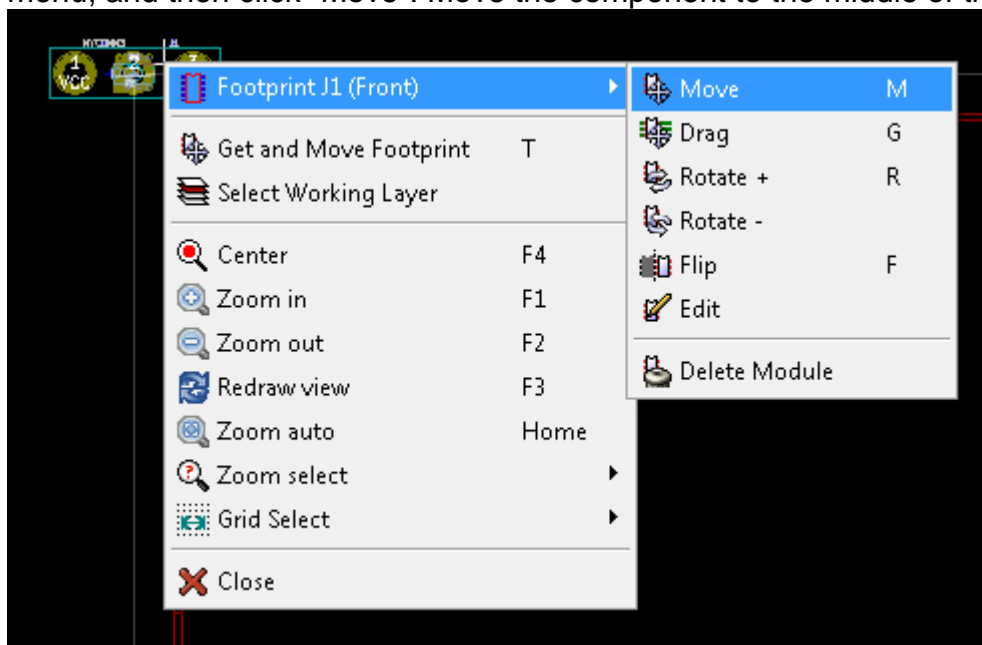 menu, and then click "Move". Move the component to the middle of th
J1
1
2
VCC
Footprint J1 (Front)
Get and Move Footprint T
Select Working Layer
Center F4
Zoom in F1
Zoom out F2
Redraw view F3
Zoom auto Home
Zoom select
Grid Select
Close
Move M
Drag G
Rotate + R
Rotate -
Flip F
Edit
Delete Module